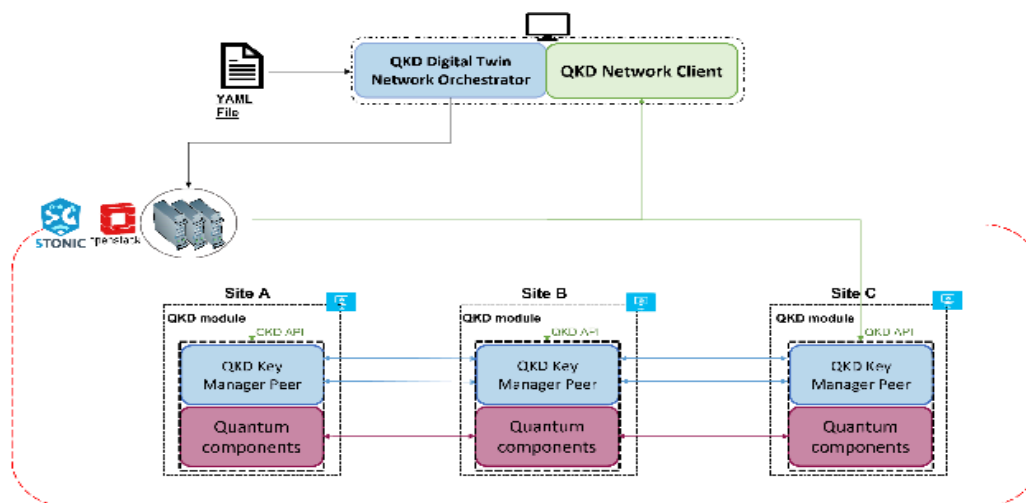 QKD Digital Twin
Network Orchestrator
QKD Network Client
YAML
File
5TONIC
openstack
Site A
Site B
Site C
QKD module
QKD module
QKD module
QKD API
QKD API
QKD API
QKD Key
Manager Peer
QKD Key
Manager Peer
QKD Key
Manager Peer
Quantum
components
Quantum
components
Quantum
components